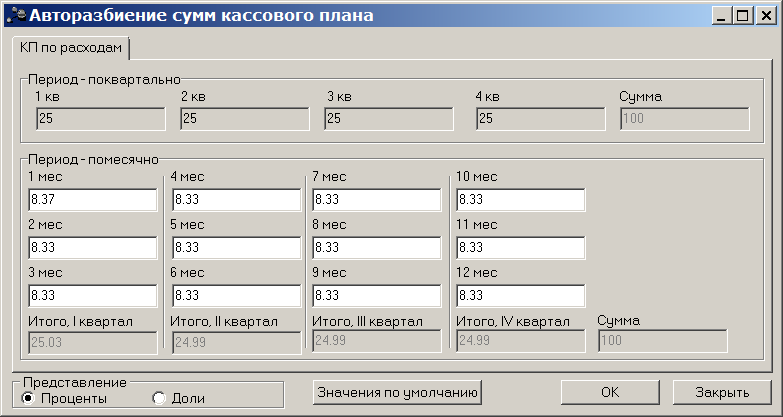 Авторазбиение сумм кассового плана
КП по расходам
Период - поквартально
1 кв 2 кв 3 кв 4 кв Сумма
25 25 25 25 100
Период - помесячно
1 мес 4 мес 7 мес 10 мес
8.37 8.33 8.33 8.33
2 мес 5 мес 8 мес 11 мес
8.33 8.33 8.33 8.33
3 мес 6 мес 9 мес 12 мес
8.33 8.33 8.33 8.33
Итого, I квартал Итого, II квартал Итого, III квартал Итого, IV квартал Сумма
25.03 24.99 24.99 24.99 100
Представление
Проценты Доли Значения по умолчанию OK Закрыть